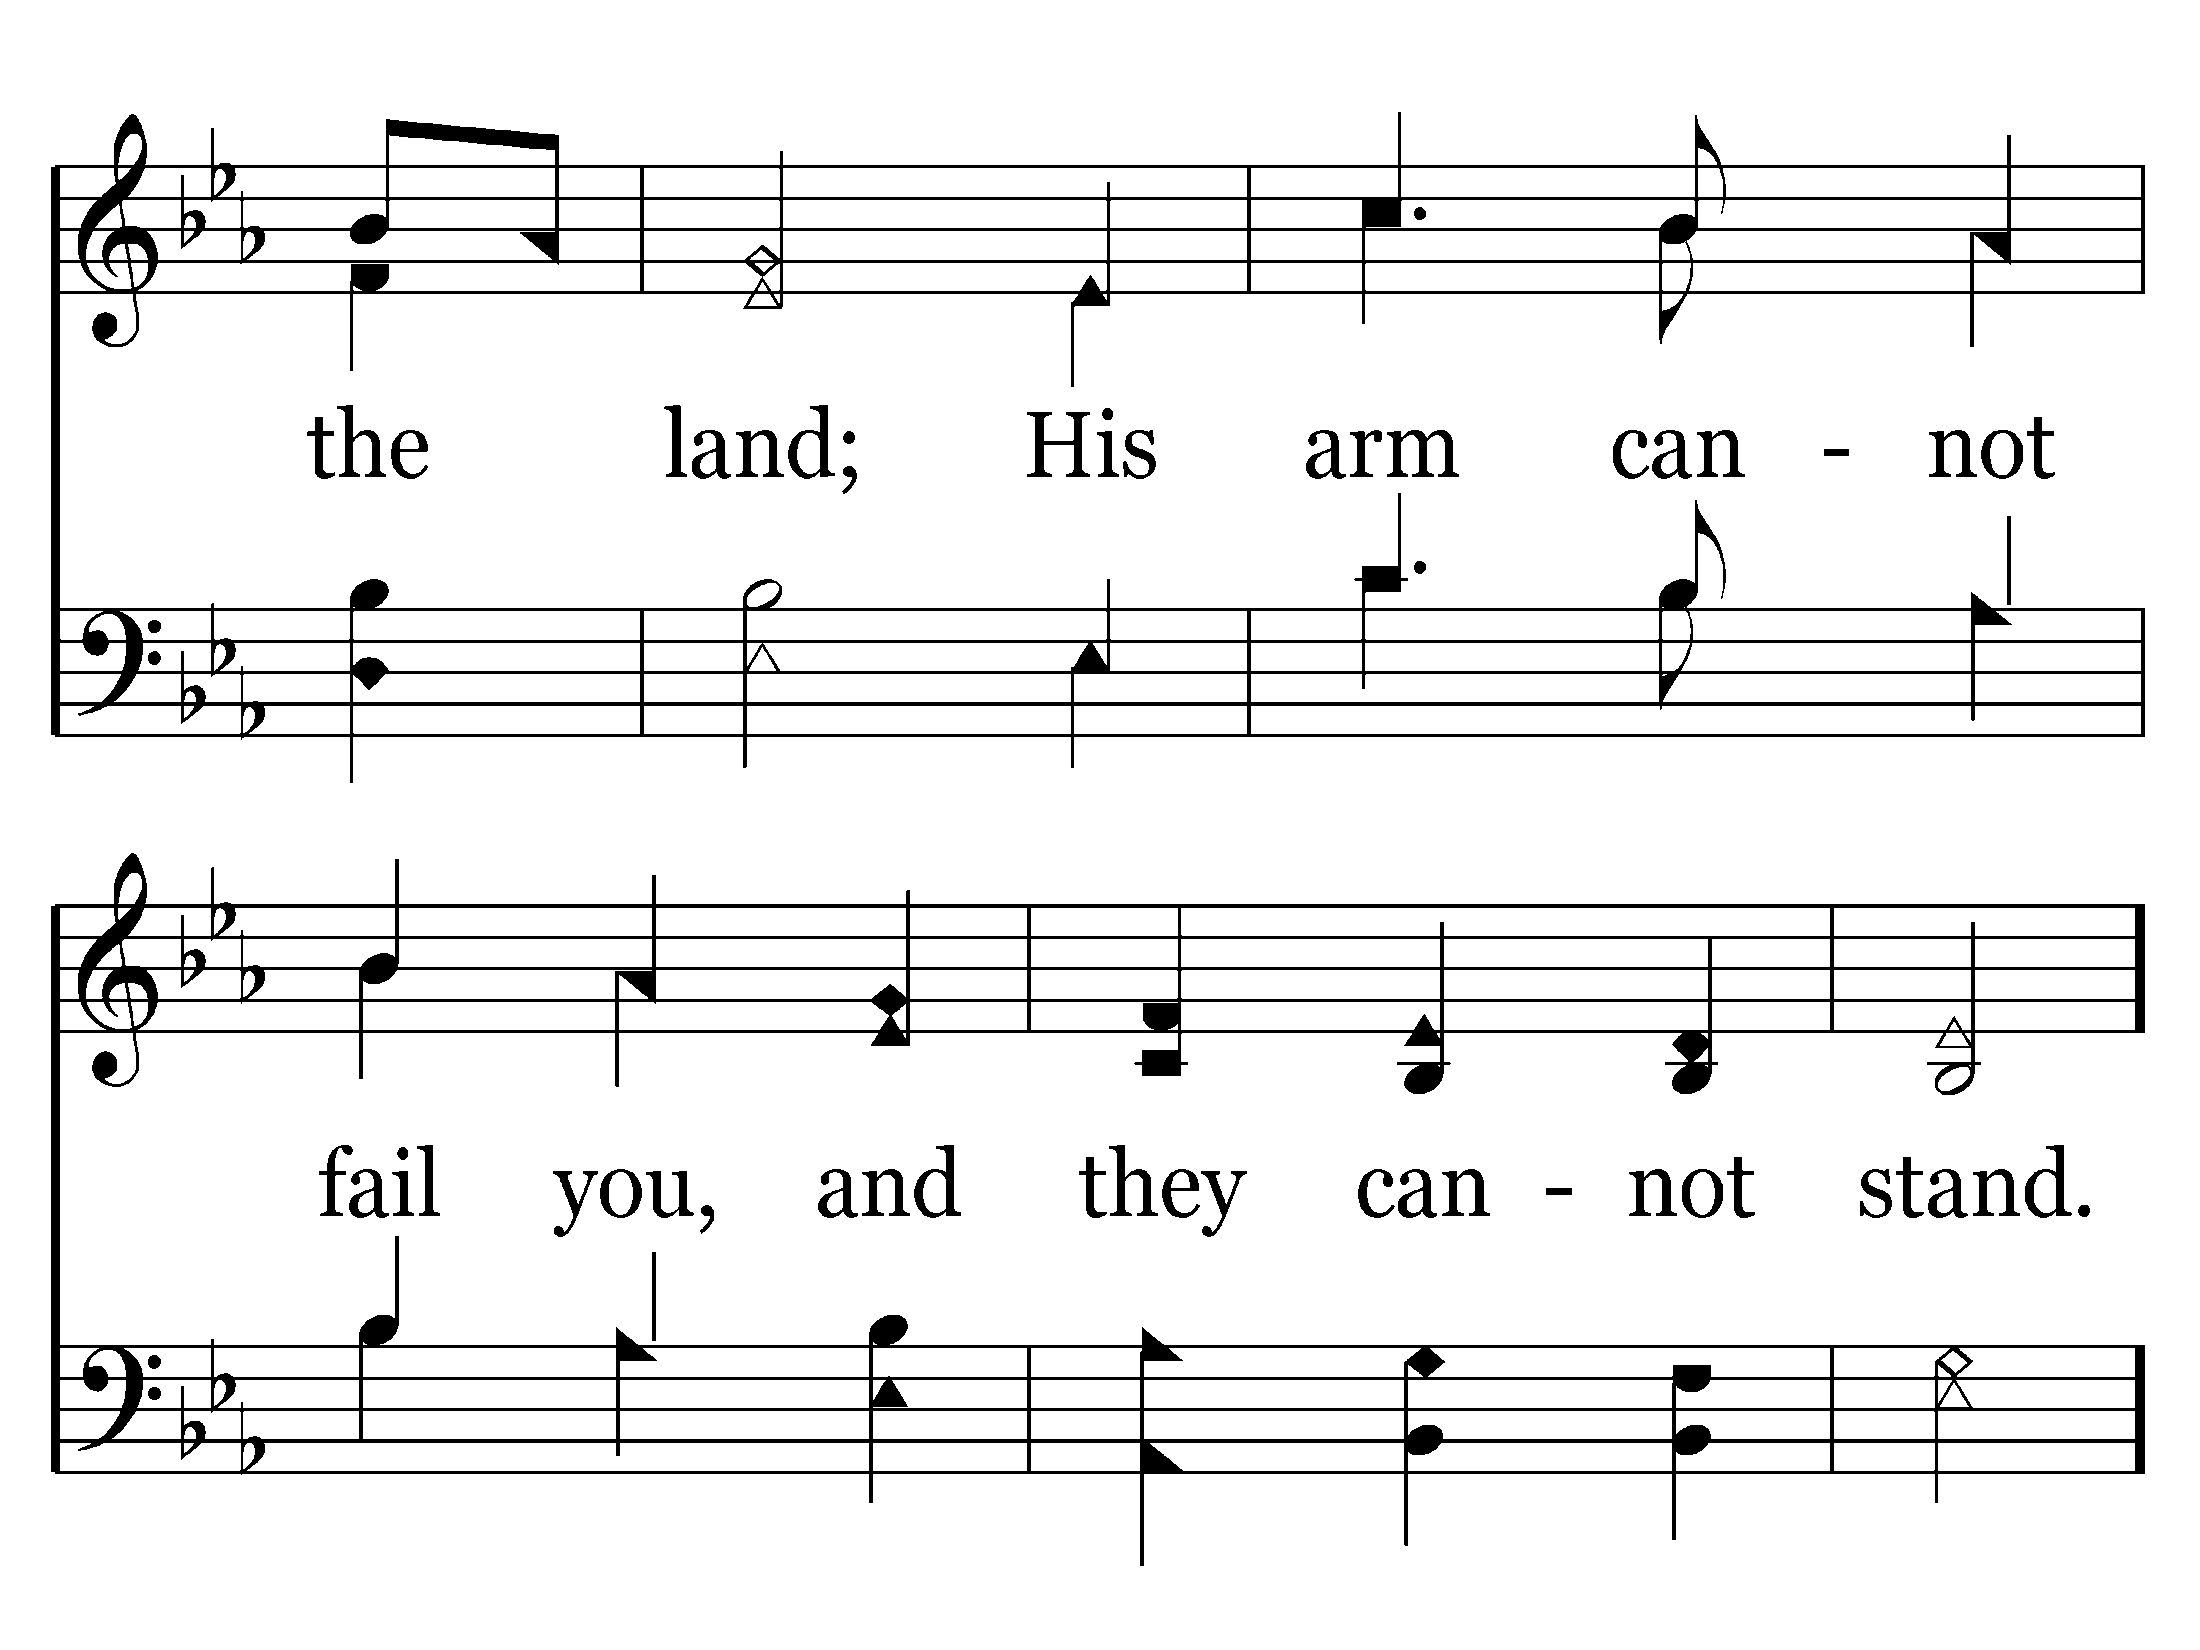 the land; His arm can - not
fail you, and they can - not stand.